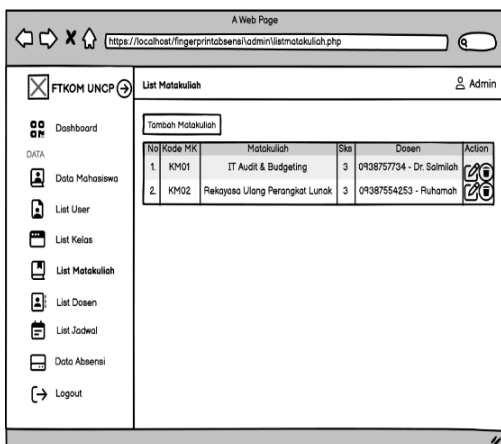 A Web Page
https://localhost/fingerprintabsensi\admin\listmatakuliah.php
FTKOM UNCP
List Matakuliah
Admin
Dashboard
DATA
Data Mahasiswa
List User
List Kelas
List Matakuliah
List Dosen
List Jadwal
Data Absensi
Logout
Tambah Matakuliah
No Kode MK Matakuliah Sks Dosen Action
1. KM01 IT Audit & Budgeting 3 0938757734 - Dr. Salmilah
2. KM02 Rekayasa Ulang Perangkat Lunak 3 09387554253 - Ruhamah